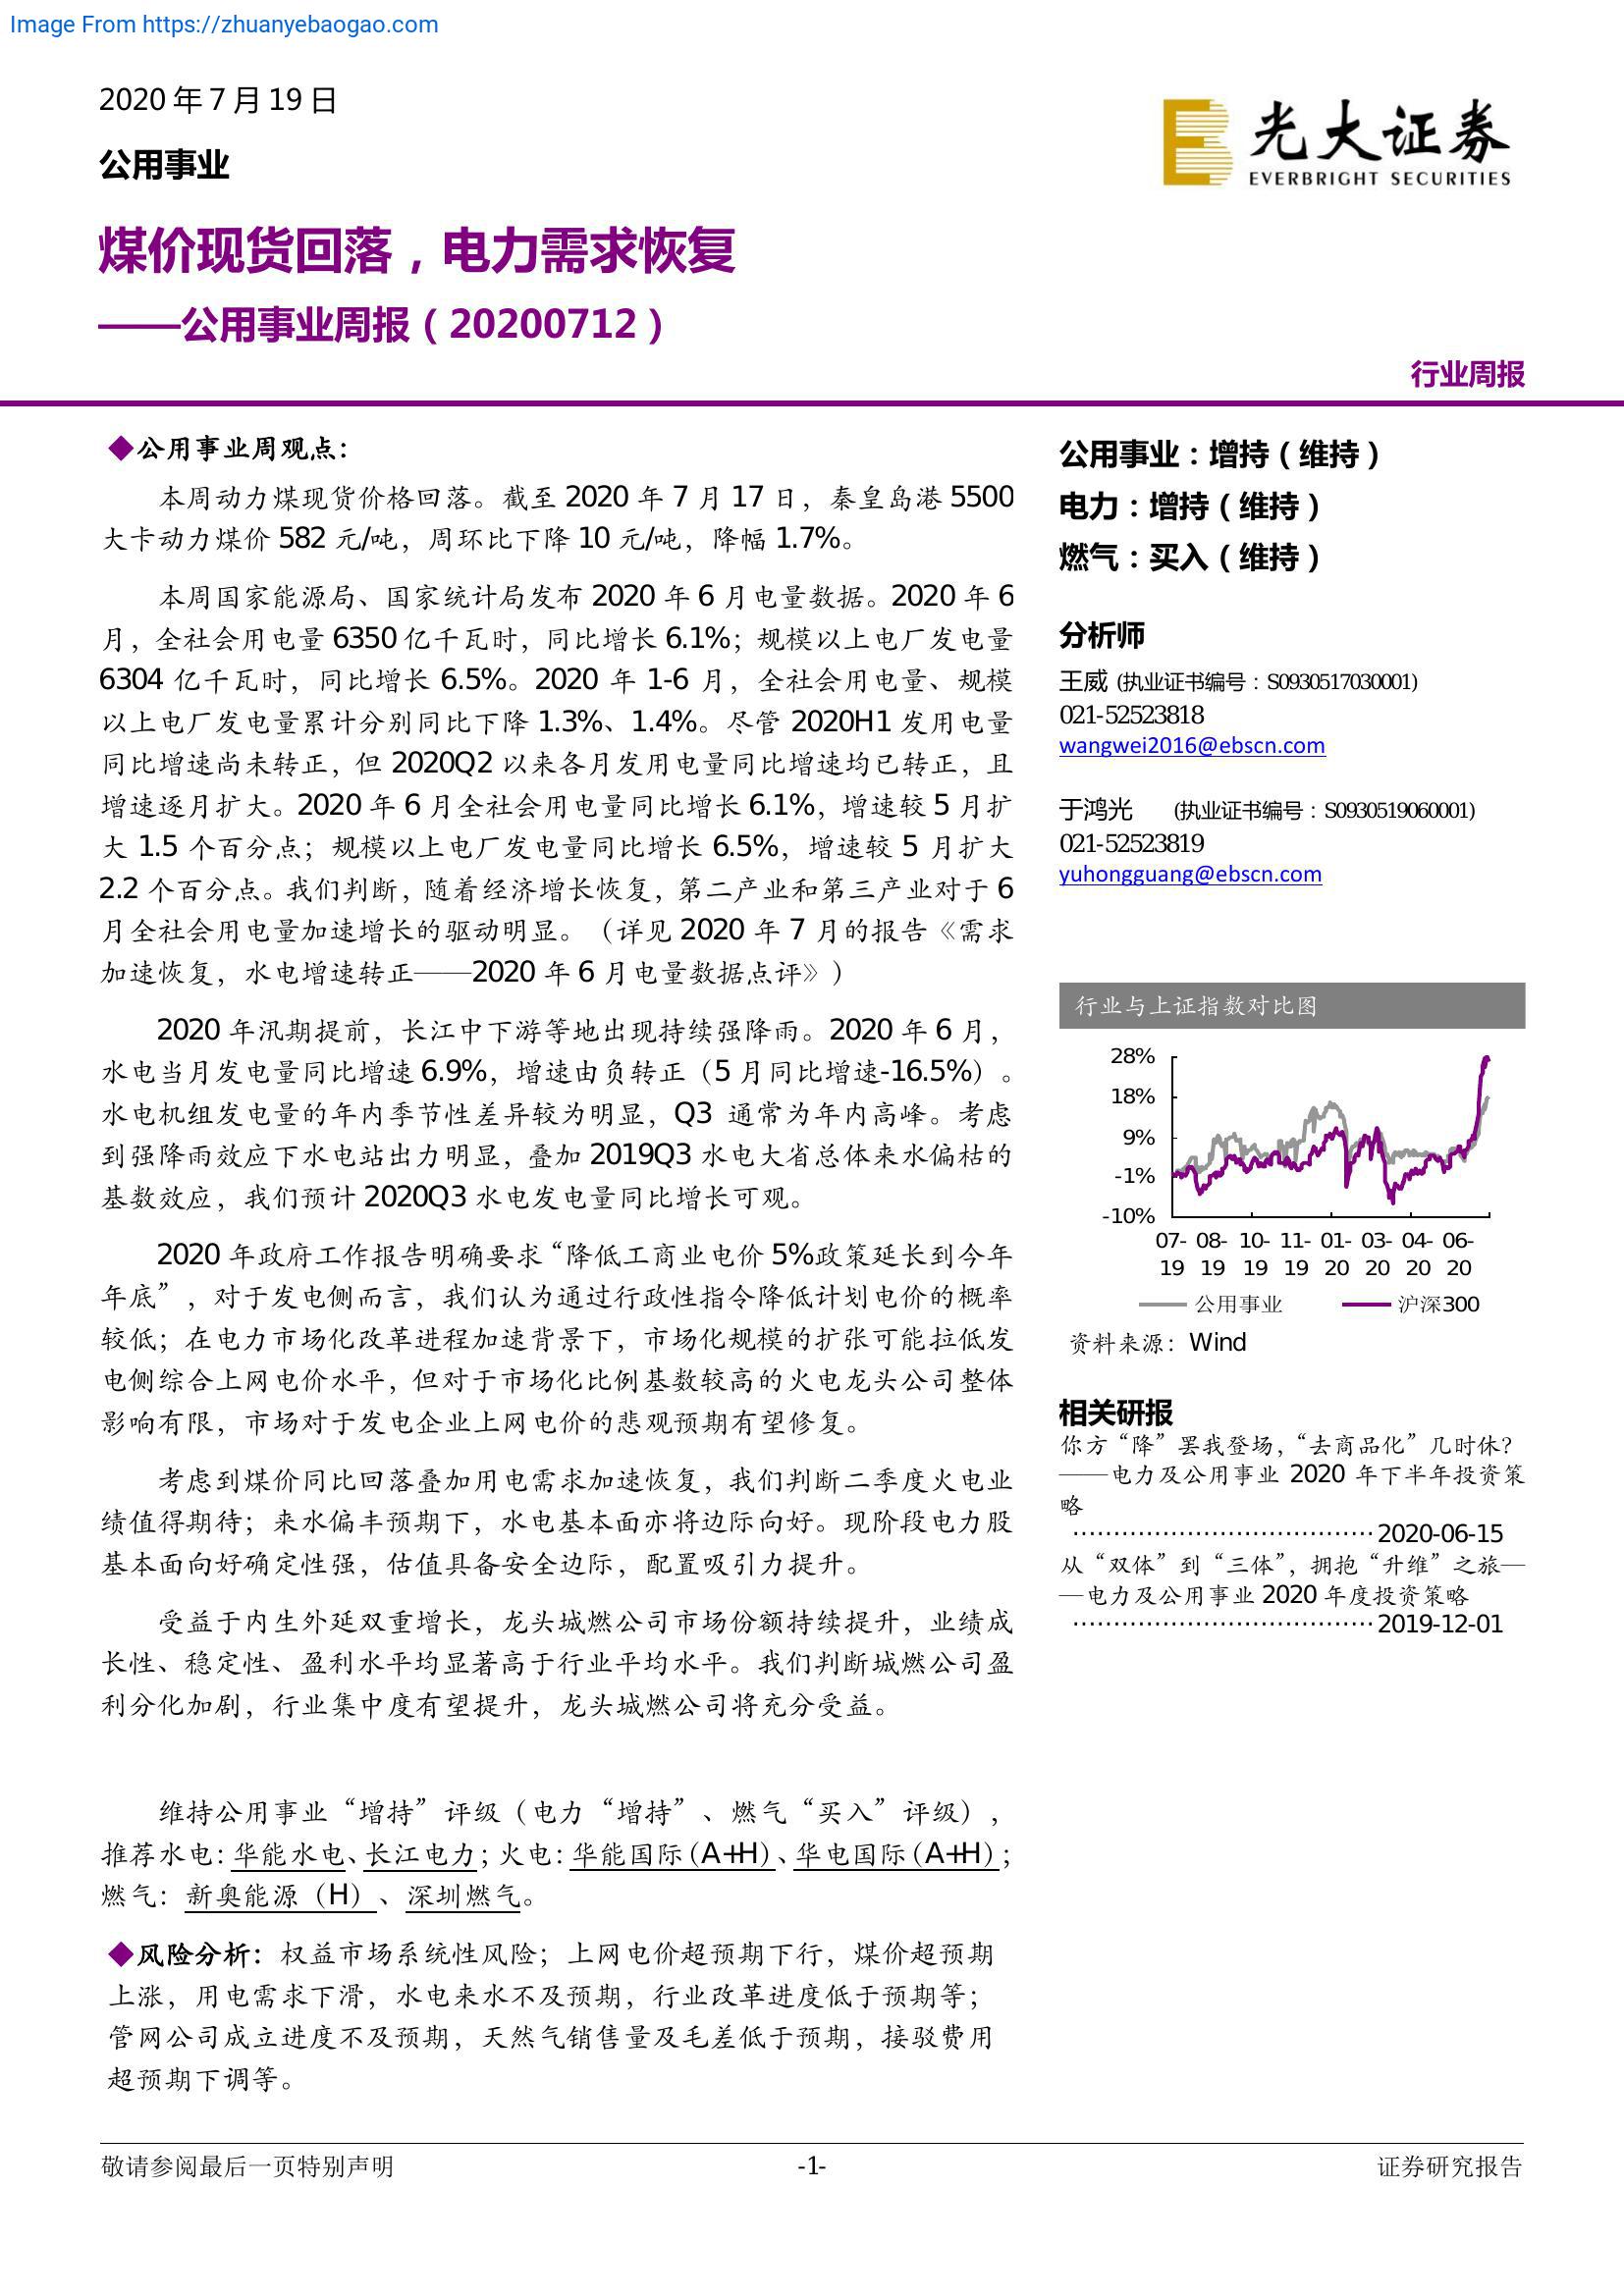 Image From https://zhuanyebaogao.com
2020 年 7 月 19 日
公用事业
光大证券
EVERBRIGHT SECURITIES
煤价现货回落，电力需求恢复
——公用事业周报（20200712）
行业周报
◆公用事业周观点：
本周动力煤现货价格回落。截至 2020 年 7 月 17 日，秦皇岛港 5500
大卡动力煤价 582 元/吨，周环比下降 10 元/吨，降幅 1.7%。
本周国家能源局、国家统计局发布 2020 年 6 月电量数据。2020 年 6
月，全社会用电量 6350 亿千瓦时，同比增长 6.1%；规模以上电厂发电量
6304 亿千瓦时，同比增长 6.5%。2020 年 1-6 月，全社会用电量、规模
以上电厂发电量累计分别同比下降 1.3%、1.4%。尽管 2020H1 发用电量
同比增速尚未转正，但 2020Q2 以来各月发用电量同比增速均已转正，且
增速逐月扩大。2020 年 6 月全社会用电量同比增长 6.1%，增速较 5 月扩
大 1.5 个百分点；规模以上电厂发电量同比增长 6.5%，增速较 5 月扩大
2.2 个百分点。我们判断，随着经济增长恢复，第二产业和第三产业对于 6
月全社会用电量加速增长的驱动明显。（详见 2020 年 7 月的报告《需求
加速恢复，水电增速转正——2020 年 6 月电量数据点评》）
2020 年汛期提前，长江中下游等地出现持续强降雨。2020 年 6 月，
水电当月发电量同比增速 6.9%，增速由负转正（5 月同比增速-16.5%）。
水电机组发电量的年内季节性差异较为明显，Q3 通常为年内高峰。考虑
到强降雨效应下水电站出力明显，叠加 2019Q3 水电大省总体来水偏枯的
基数效应，我们预计 2020Q3 水电发电量同比增长可观。
2020 年政府工作报告明确要求“降低工商业电价 5%政策延长到今年
年底”，对于发电侧而言，我们认为通过行政性指令降低计划电价的概率
较低；在电力市场化改革进程加速背景下，市场化规模的扩张可能拉低发
电侧综合上网电价水平，但对于市场化比例基数较高的火电龙头公司整体
影响有限，市场对于发电企业上网电价的悲观预期有望修复。
考虑到煤价同比回落叠加用电需求加速恢复，我们判断二季度火电业
绩值得期待；来水偏丰预期下，水电基本面亦将边际向好。现阶段电力股
基本面向好确定性强，估值具备安全边际，配置吸引力提升。
受益于内生外延双重增长，龙头城燃公司市场份额持续提升，业绩成
长性、稳定性、盈利水平均显著高于行业平均水平。我们判断城燃公司盈
利分化加剧，行业集中度有望提升，龙头城燃公司将充分受益。
维持公用事业“增持”评级（电力“增持”、燃气“买入”评级），
推荐水电：华能水电、长江电力；火电：华能国际（A+H）、华电国际（A+H）；
燃气：新奥能源（H）、深圳燃气。
◆风险分析：权益市场系统性风险；上网电价超预期下行，煤价超预期
上涨，用电需求下滑，水电来水不及预期，行业改革进度低于预期等；
管网公司成立进度不及预期，天然气销售量及毛差低于预期，接驳费用
超预期下调等。
公用事业：增持（维持）
电力：增持（维持）
燃气：买入（维持）
分析师
王威 (执业证书编号：S0930517030001)
021-52523818
wangwei2016@ebscn.com
于鸿光 (执业证书编号：S0930519060001)
021-52523819
yuhongguang@ebscn.com
行业与上证指数对比图
28%
18%
9%
-1%
-10%
07- 08- 10- 11- 01- 03- 04- 06-
19 19 19 19 20 20 20 20
公用事业 沪深300
资料来源：Wind
相关研报
你方“降”罢我登场，“去商品化”几时休？
——电力及公用事业 2020 年下半年投资策
略
····································2020-06-15
从“双体”到“三体”，拥抱“升维”之旅—
—电力及公用事业 2020 年度投资策略
····································2019-12-01
敬请参阅最后一页特别声明 -1- 证券研究报告